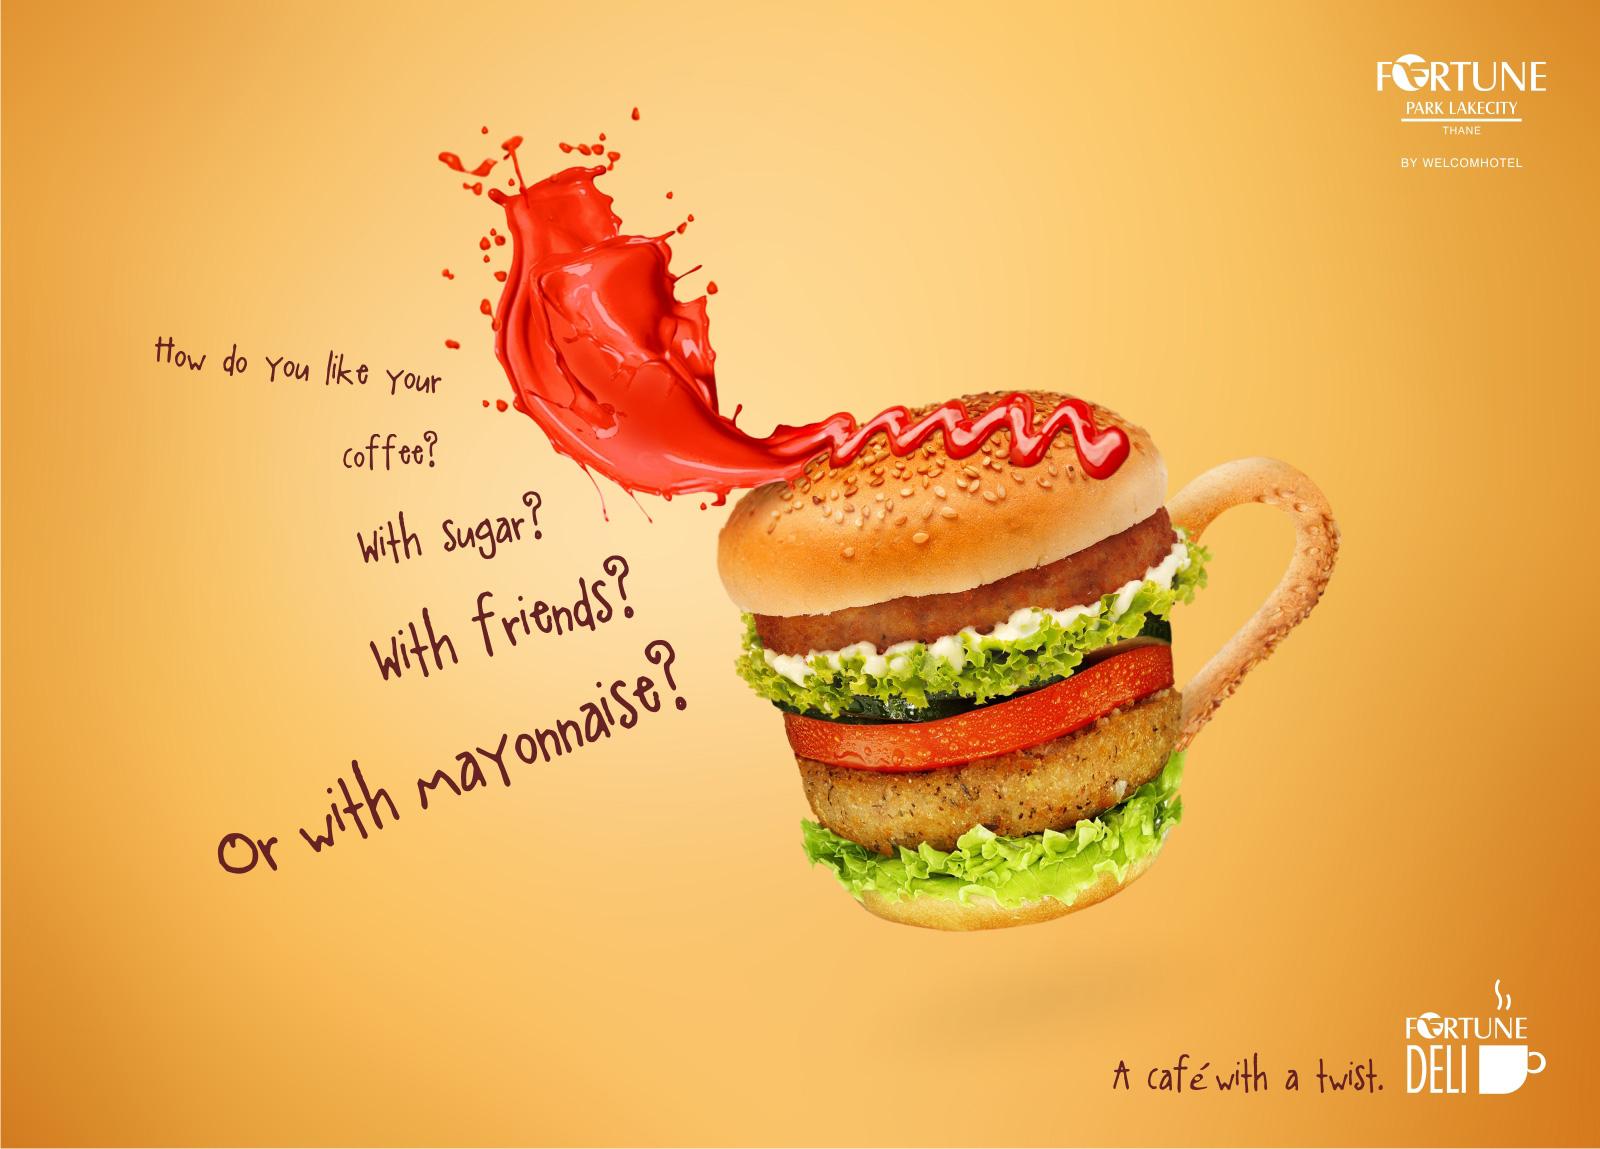 FORTUNE
PARK LAKECITY
THANE
BY WELCOMHOTEL
How do you like your
coffee?
With sugar?
With friends?
Or with mayonnaise?
A café with a twist.
FORTUNE
DELI